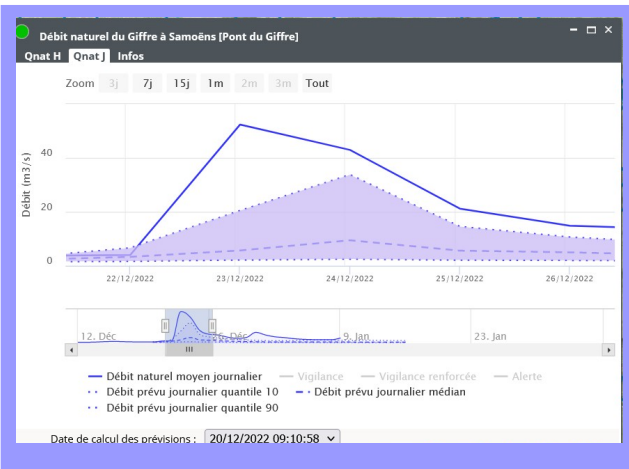 Débit naturel du Giffre à Samoëns [Pont du Giffre]
Qnat H Qnat J Infos
Zoom 3j 7j 15j 1m 2m 3m Tout
Débit (m3/s)
40
20
0
22/12/2022 23/12/2022 24/12/2022 25/12/2022 26/12/2022
12. Déc 26. Déc 9. Jan 23. Jan
Débit naturel moyen journalier Vigilance Vigilance renforcée Alerte
Débit prévu journalier quantile 10 Débit prévu journalier médian
Débit prévu journalier quantile 90
Date de calcul des prévisions : 20/12/2022 09:10:58